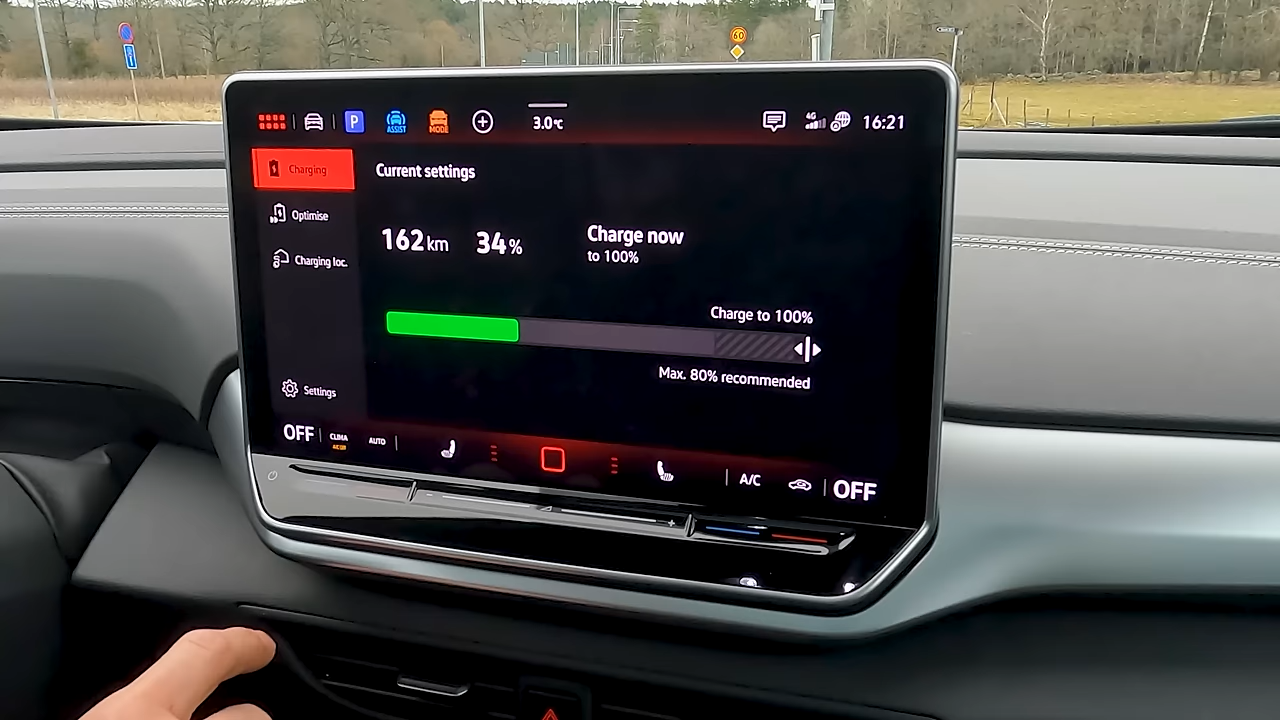 60
P
ASSIST
MODE
3.0°C
4G
16:21
Charging
Current settings
Optimise
162 km
34 %
Charge now
to 100%
Charging loc.
Charge to 100%
Max. 80% recommended
Settings
OFF
CLIMA
AUTO
A/C
OFF